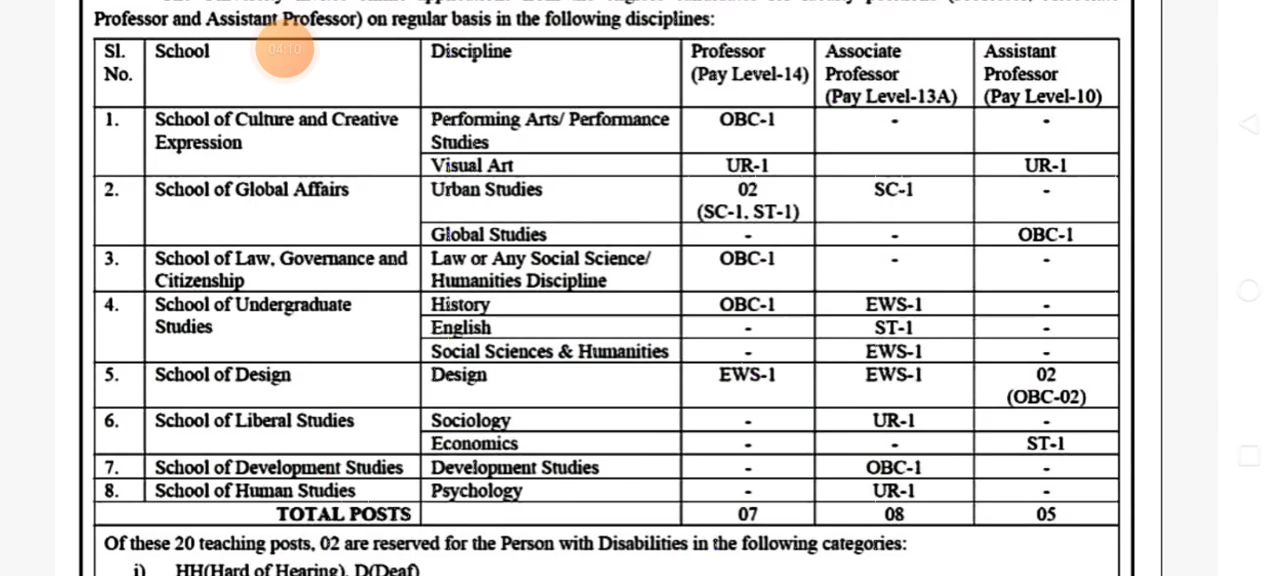 Professor and Assistant Professor) on regular basis in the following disciplines:
Sl. No. School Discipline Professor (Pay Level-14) Associate Professor (Pay Level-13A) Assistant Professor (Pay Level-10)
04:10
1. School of Culture and Creative Expression Performing Arts/ Performance Studies OBC-1 - -
Visual Art UR-1 UR-1
2. School of Global Affairs Urban Studies 02 (SC-1, ST-1) SC-1 -
Global Studies - - OBC-1
3. School of Law, Governance and Citizenship Law or Any Social Science/ Humanities Discipline OBC-1 - -
4. School of Undergraduate Studies History OBC-1 EWS-1 -
English - ST-1 -
Social Sciences & Humanities - EWS-1 -
5. School of Design Design EWS-1 EWS-1 02 (OBC-02)
6. School of Liberal Studies Sociology - UR-1 -
Economics - - ST-1
7. School of Development Studies Development Studies - OBC-1 -
8. School of Human Studies Psychology - UR-1 -
TOTAL POSTS 07 08 05
Of these 20 teaching posts, 02 are reserved for the Person with Disabilities in the following categories:
i) HH(Hard of Hearing), D(Deaf)